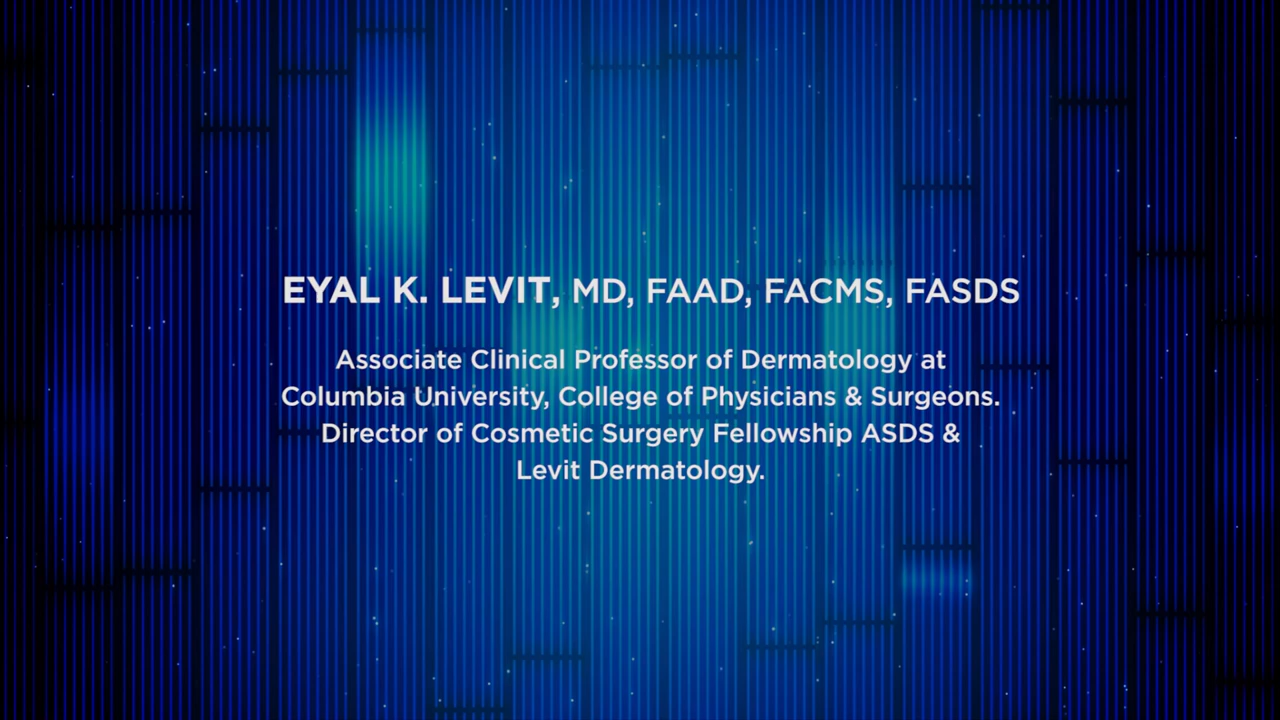 EYAL K. LEVIT, MD, FAAD, FACMS, FASDS
Associate Clinical Professor of Dermatology at
Columbia University, College of Physicians & Surgeons.
Director of Cosmetic Surgery Fellowship ASDS &
Levit Dermatology.